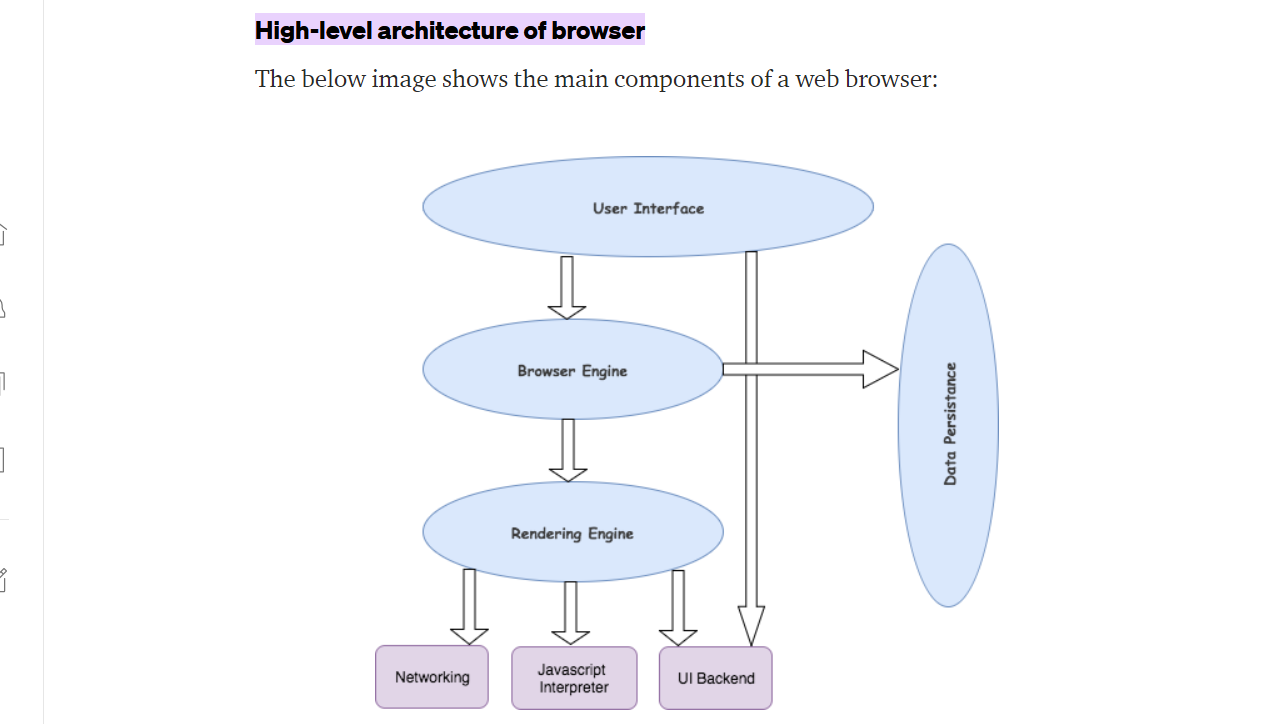 High-level architecture of browser
The below image shows the main components of a web browser:
User Interface
Browser Engine
Data Persistance
Rendering Engine
Networking
Javascript
Interpreter
UI Backend